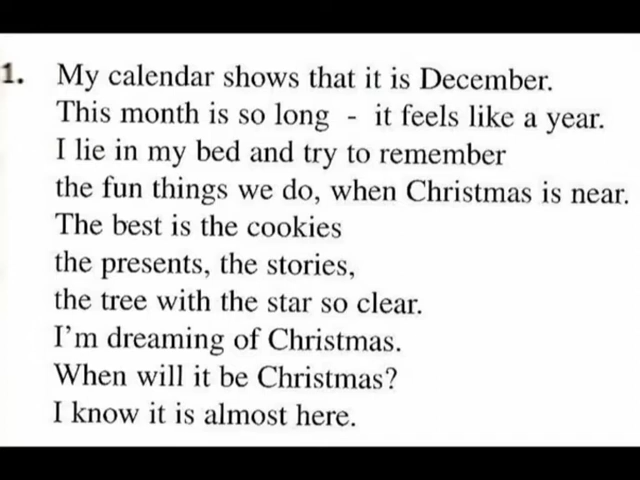 1. My calendar shows that it is December.
This month is so long - it feels like a year.
I lie in my bed and try to remember
the fun things we do, when Christmas is near.
The best is the cookies
the presents, the stories,
the tree with the star so clear.
I'm dreaming of Christmas.
When will it be Christmas?
I know it is almost here.